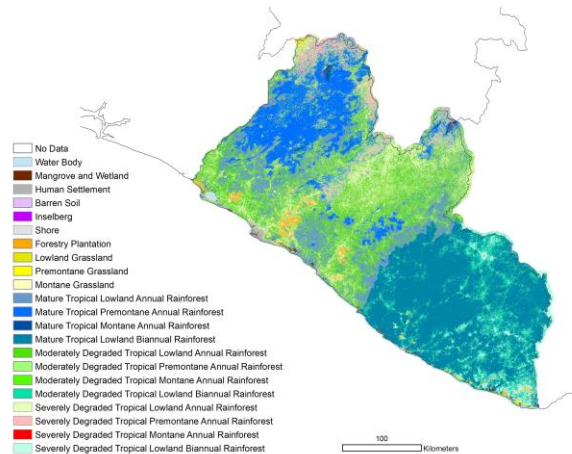 No Data
Water Body
Mangrove and Wetland
Human Settlement
Barren Soil
Inselberg
Shore
Forestry Plantation
Lowland Grassland
Premontane Grassland
Montane Grassland
Mature Tropical Lowland Annual Rainforest
Mature Tropical Premontane Annual Rainforest
Mature Tropical Montane Annual Rainforest
Mature Tropical Lowland Biannual Rainforest
Moderately Degraded Tropical Lowland Annual Rainforest
Moderately Degraded Tropical Premontane Annual Rainforest
Moderately Degraded Tropical Montane Annual Rainforest
Moderately Degraded Tropical Lowland Biannual Rainforest
Severely Degraded Tropical Lowland Annual Rainforest
Severely Degraded Tropical Premontane Annual Rainforest
Severely Degraded Tropical Montane Annual Rainforest
Severely Degraded Tropical Lowland Biannual Rainforest
100
Kilometers